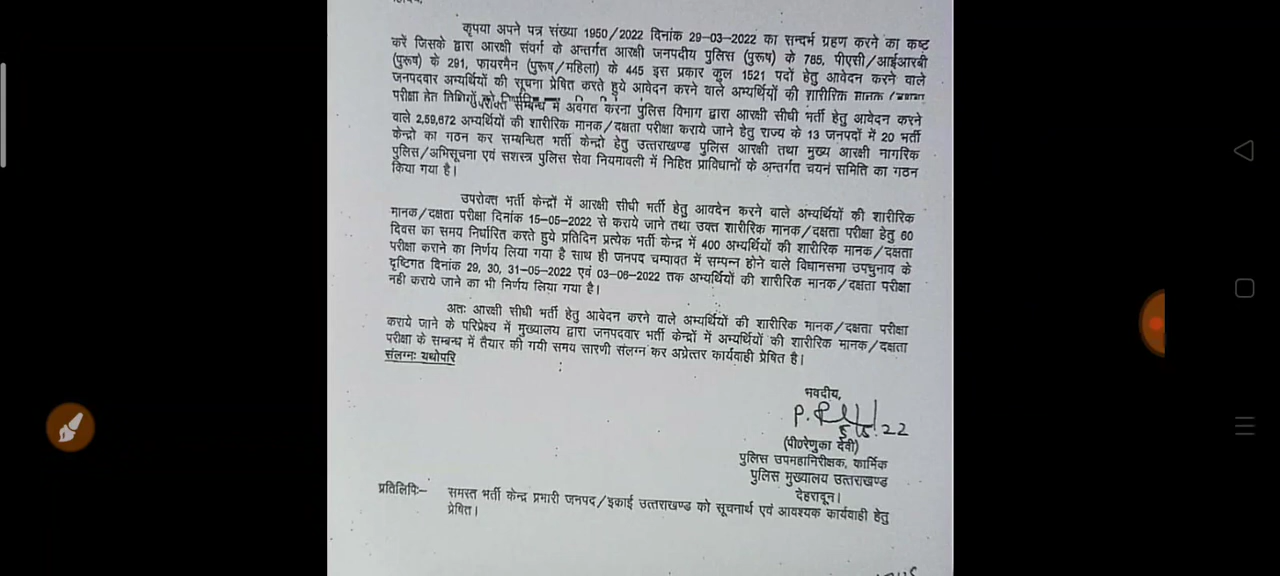 कृपया अपने पत्र संख्या 1950/2022 दिनांक 29-03-2022 का सन्दर्भ ग्रहण करने का कष्ट
करें जिसके द्वारा आरक्षी संवर्ग के अन्तर्गत आरक्षी जनपदीय पुलिस (पुरूष) के 785, पीएसी/आईआरबी
(पुरूष) के 291, फायरमैन (पुरूष/महिला) के 445 इस प्रकार कुल 1521 पदों हेतु आवेदन करने वाले
जनपदवार अभ्यर्थियों की सूचना प्रेषित करते हुये आवेदन करने वाले अभ्यर्थियों की शारीरिक मानक/दक्षता
परीक्षा हेतु तिथियों को
उपरोक्त सम्बन्ध में अवगत कराना पुलिस विभाग द्वारा आरक्षी सीधी भर्ती हेतु आवेदन करने
वाले 2,59,672 अभ्यर्थियों की शारीरिक मानक/दक्षता परीक्षा कराये जाने हेतु राज्य के 13 जनपदों में 20 भर्ती
केन्द्रो का गठन कर सम्बन्धित भर्ती केन्द्रो हेतु उत्तराखण्ड पुलिस आरक्षी तथा मुख्य आरक्षी नागरिक
पुलिस/अभिसूचना एवं सशस्त्र पुलिस सेवा नियमावली में निहित प्राविधानों के अन्तर्गत चयनं समिति का गठन
किया गया है।
उपरोक्त भर्ती केन्द्रों में आरक्षी सीधी भर्ती हेतु आवदेन करने वाले अभ्यर्थियों की शारीरिक
मानक/दक्षता परीक्षा दिनांक 15-05-2022 से कराये जाने तथा उक्त शारीरिक मानक/दक्षता परीक्षा हेतु 60
दिवस का समय निर्धारित करते हुये प्रतिदिन प्रत्येक भर्ती केन्द्र में 400 अभ्यर्थियों की शारीरिक मानक/दक्षता
परीक्षा कराने का निर्णय लिया गया है साथ ही जनपद चम्पावत में सम्पन्न होने वाले विधानसभा उपचुनाव के
दृष्टिगत दिनांक 29, 30, 31-05-2022 एवं 03-06-2022 तक अभ्यर्थियों की शारीरिक मानक/दक्षता परीक्षा
नही कराये जाने का भी निर्णय लिया गया है।
अतः आरक्षी सीधी भर्ती हेतु आवेदन करने वाले अभ्यर्थियों की शारीरिक मानक/दक्षता परीक्षा
कराये जाने के परिप्रेक्ष्य में मुख्यालय द्वारा जनपदवार भर्ती केन्द्रों में अभ्यर्थियों की शारीरिक मानक/दक्षता
परीक्षा के सम्बन्ध में तैयार की गयी समय सारणी संलग्न कर अग्रेत्तर कार्यवाही प्रेषित है।
संलग्नः यथोपरि
भवदीय,
(पी0रेणुका देवी)
पुलिस उपमहानिरीक्षक, कार्मिक
पुलिस मुख्यालय उत्तराखण्ड
देहरादून।
प्रतिलिपिः- समस्त भर्ती केन्द्र प्रभारी जनपद/इकाई उत्तराखण्ड को सूचनार्थ एवं आवश्यक कार्यवाही हेतु
प्रेषित।